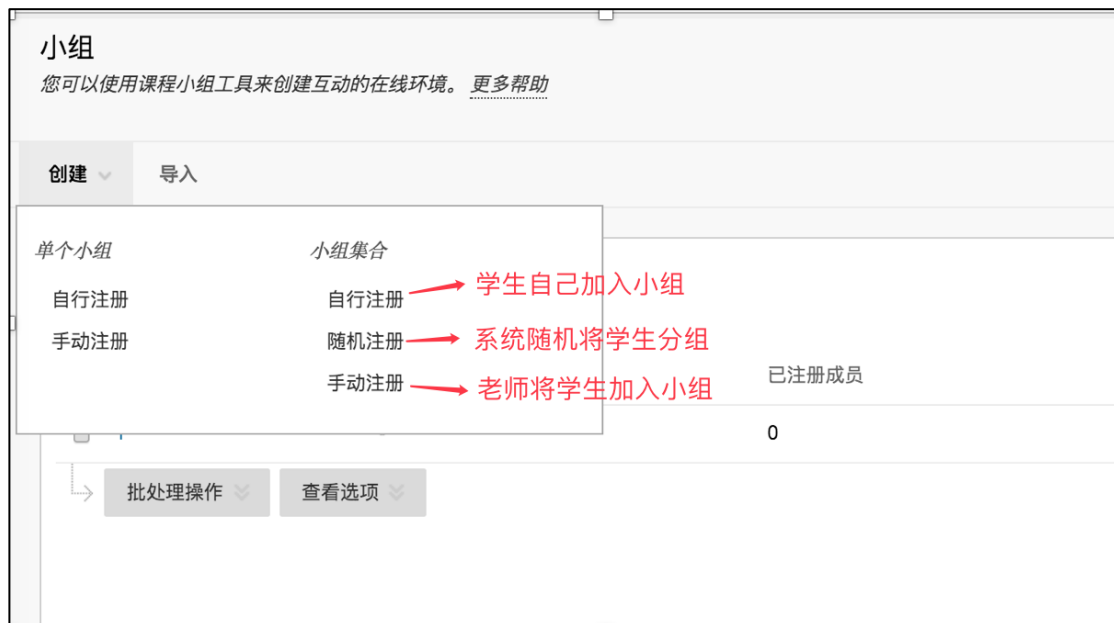 小组
您可以使用课程小组工具来创建互动的在线环境。 更多帮助
创建 导入
单个小组 小组集合
自行注册 自行注册 学生自己加入小组
手动注册 随机注册 系统随机将学生分组
手动注册 老师将学生加入小组
已注册成员
0
批处理操作 查看选项